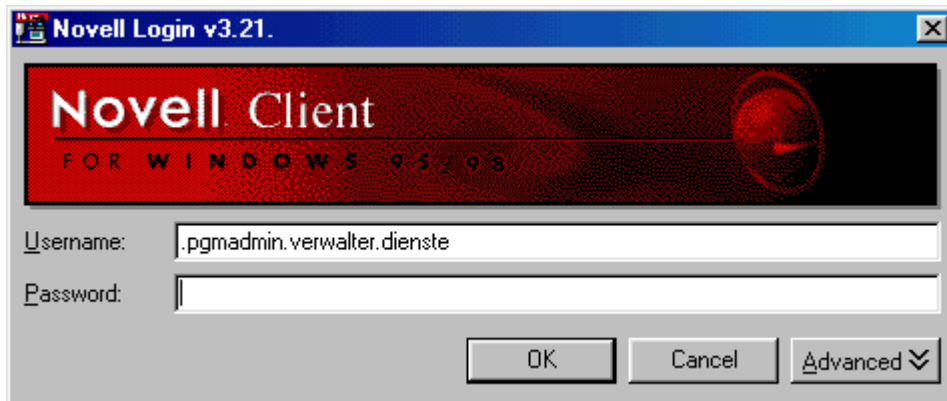 Novell Login v3.21.
Novell Client
FOR WINDOWS 95/98
Username: .pgmadmin.verwalter.dienste
Password:
OK Cancel Advanced